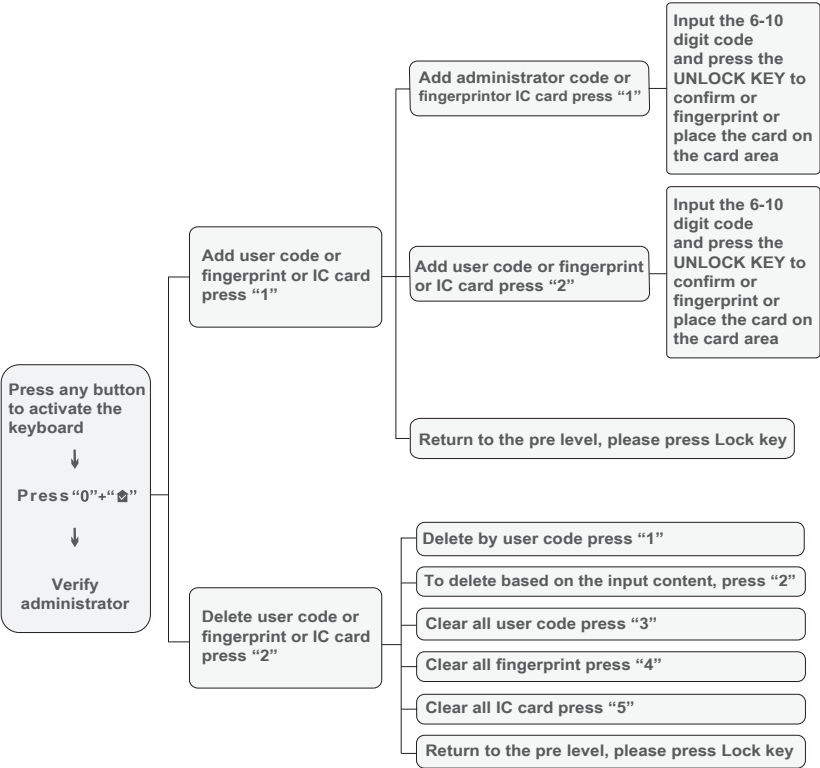 Press any button
to activate the
keyboard
Press “0”+“”
Verify
administrator
Add user code or
fingerprint or IC card
press “1”
Add administrator code or
fingerprintor IC card press “1”
Input the 6-10
digit code
and press the
UNLOCK KEY to
confirm or
fingerprint or
place the card on
the card area
Add user code or fingerprint
or IC card press “2”
Input the 6-10
digit code
and press the
UNLOCK KEY to
confirm or
fingerprint or
place the card on
the card area
Return to the pre level, please press Lock key
Delete user code or
fingerprint or IC card
press “2”
Delete by user code press “1”
To delete based on the input content, press “2”
Clear all user code press “3”
Clear all fingerprint press “4”
Clear all IC card press “5”
Return to the pre level, please press Lock key